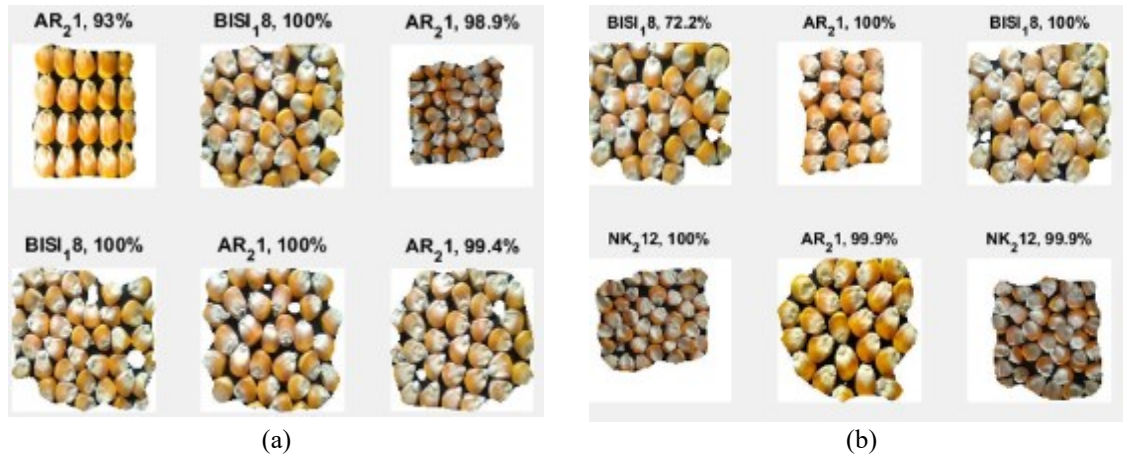 AR₂1, 93% BISI₁8, 100% AR₂1, 98.9%
BISI₁8, 100% AR₂1, 100% AR₂1, 99.4%
(a)
BISI₁8, 72.2% AR₂1, 100% BISI₁8, 100%
NK₂12, 100% AR₂1, 99.9% NK₂12, 99.9%
(b)